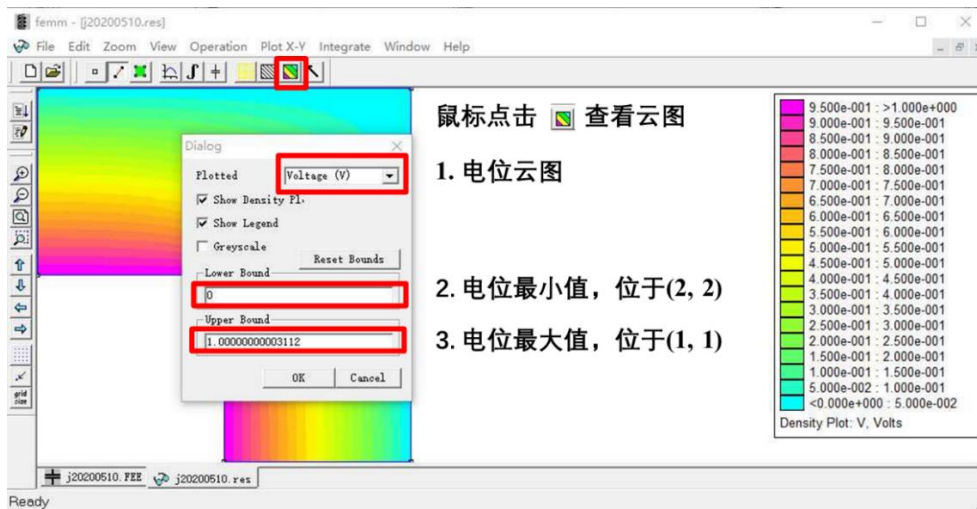 femm - [j20200510.res]
File Edit Zoom View Operation Plot X-Y Integrate Window Help
鼠标点击 查看云图
1. 电位云图
2. 电位最小值，位于(2, 2)
3. 电位最大值，位于(1, 1)
Dialog
Plotted Voltage (V)
Show Density Pl.
Show Legend
Greyscale
Reset Bounds
Lower Bound
0
Upper Bound
1.00000000003112
OK Cancel
9.500e-001 : >1.000e+000
9.000e-001 : 9.500e-001
8.500e-001 : 9.000e-001
8.000e-001 : 8.500e-001
7.500e-001 : 8.000e-001
7.000e-001 : 7.500e-001
6.500e-001 : 7.000e-001
6.000e-001 : 6.500e-001
5.500e-001 : 6.000e-001
5.000e-001 : 5.500e-001
4.500e-001 : 5.000e-001
4.000e-001 : 4.500e-001
3.500e-001 : 4.000e-001
3.000e-001 : 3.500e-001
2.500e-001 : 3.000e-001
2.000e-001 : 2.500e-001
1.500e-001 : 2.000e-001
1.000e-001 : 1.500e-001
5.000e-002 : 1.000e-001
<0.000e+000 : 5.000e-002
Density Plot: V, Volts
grid size
j20200510.FEE j20200510.res
Ready